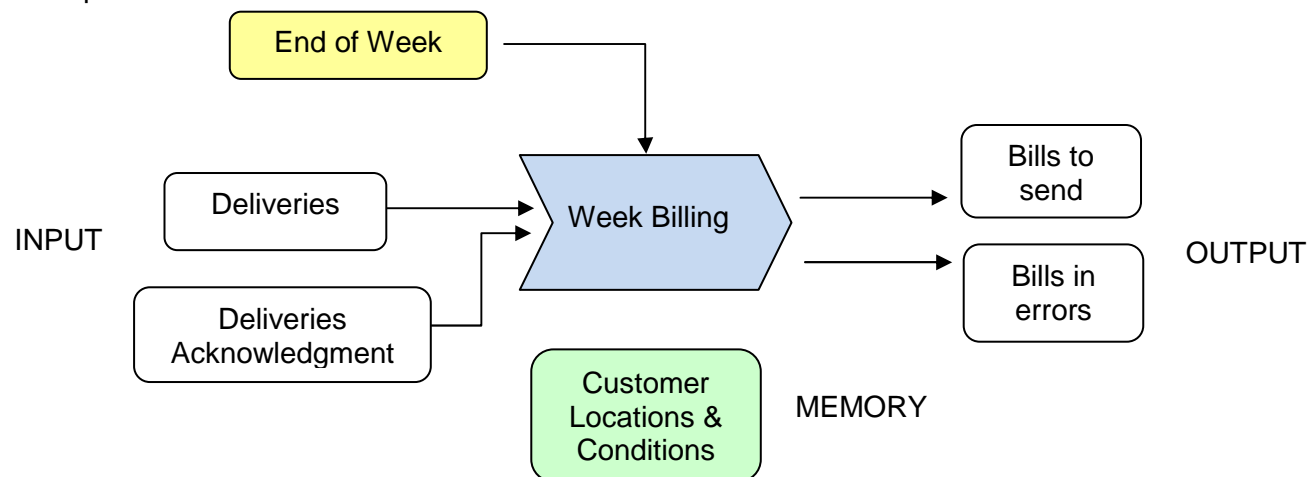 End of Week
Bills to
send
Deliveries
Week Billing
INPUT
OUTPUT
Bills in
errors
Deliveries
Acknowledgment
Customer
Locations &
Conditions
MEMORY